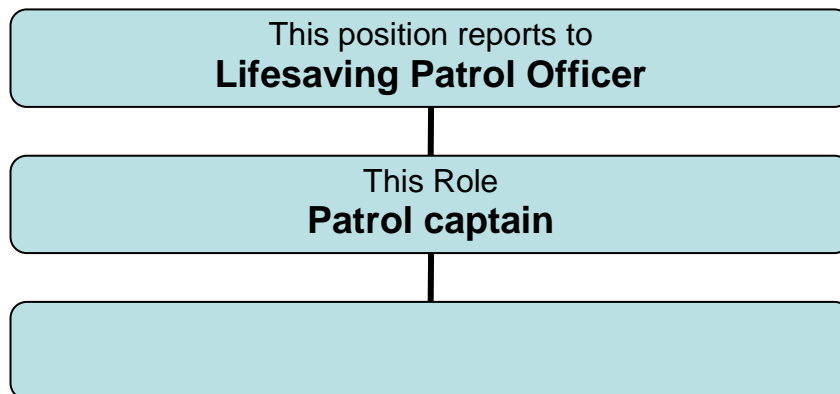 This position reports to
Lifesaving Patrol Officer
This Role
Patrol captain